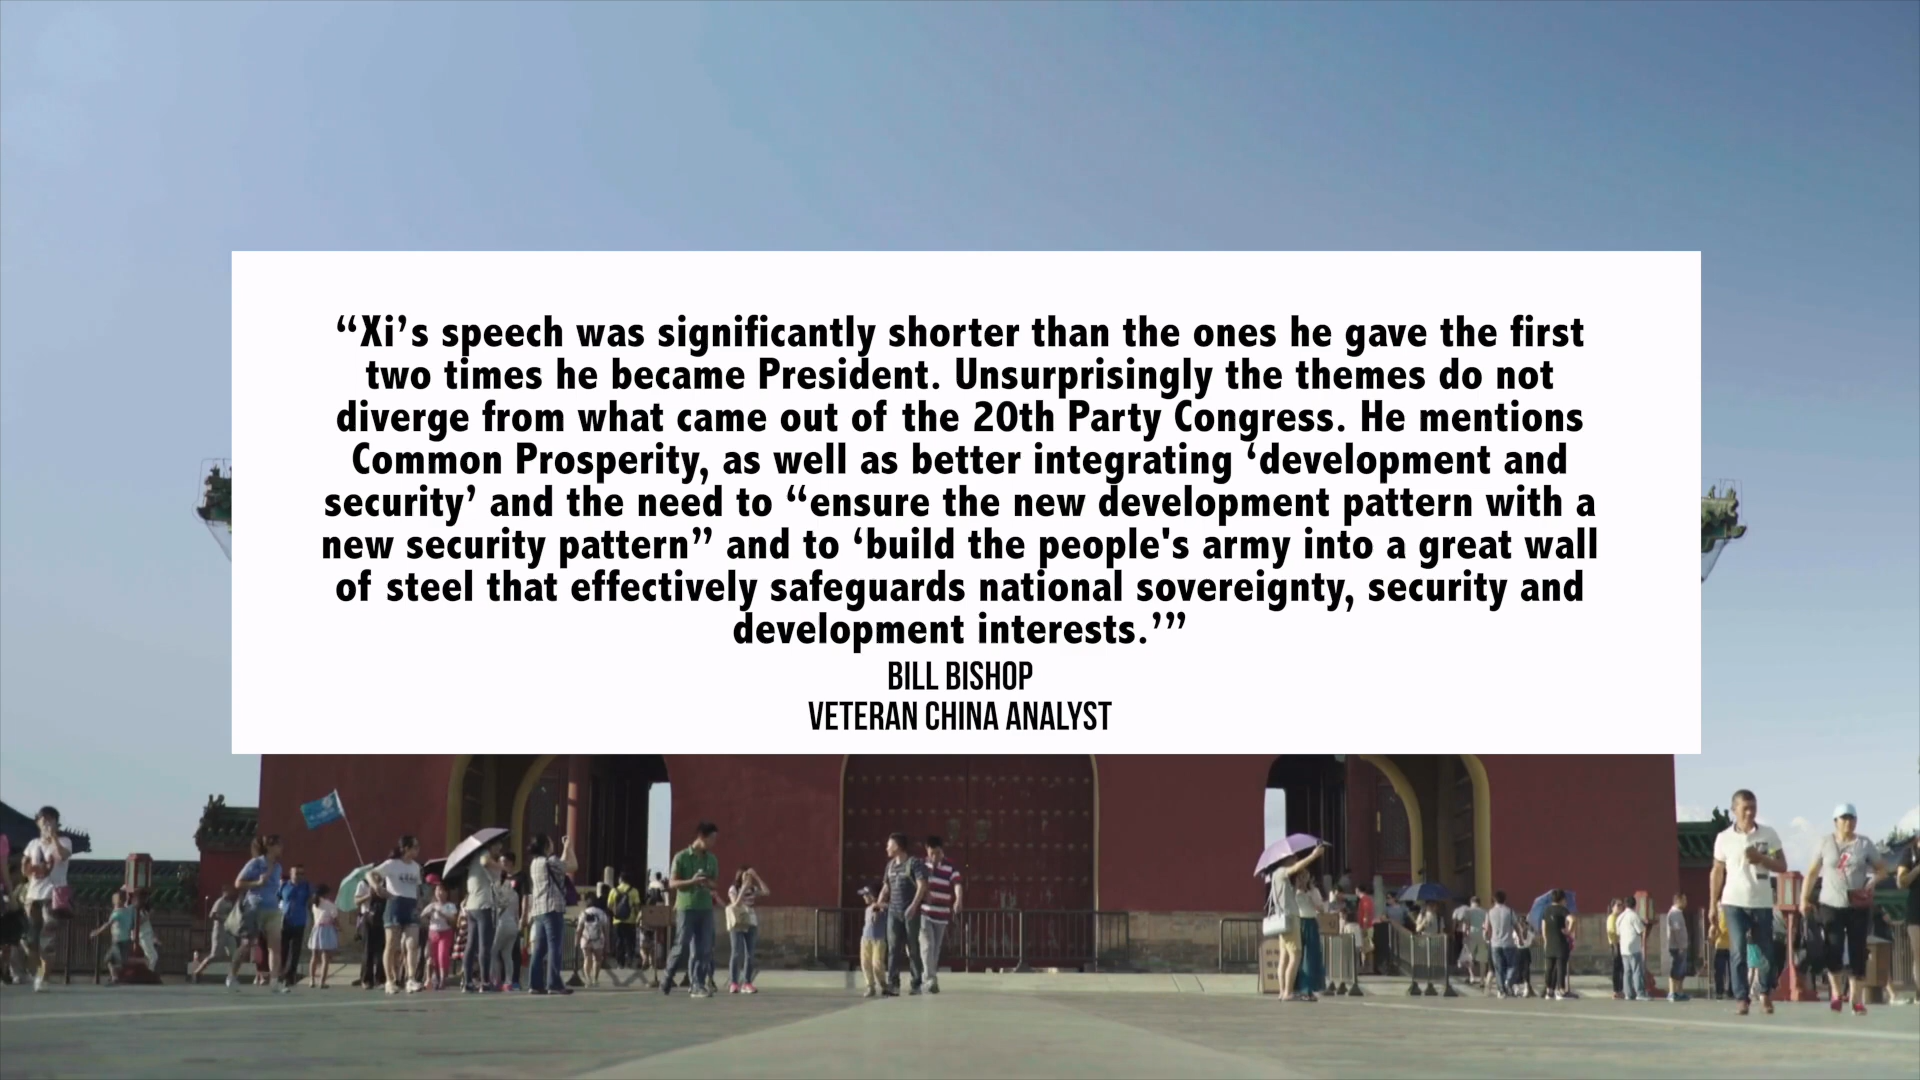 “Xi’s speech was significantly shorter than the ones he gave the first
two times he became President. Unsurprisingly the themes do not
diverge from what came out of the 20th Party Congress. He mentions
Common Prosperity, as well as better integrating ‘development and
security’ and the need to “ensure the new development pattern with a
new security pattern” and to ‘build the people's army into a great wall
of steel that effectively safeguards national sovereignty, security and
development interests.’”
BILL BISHOP
VETERAN CHINA ANALYST